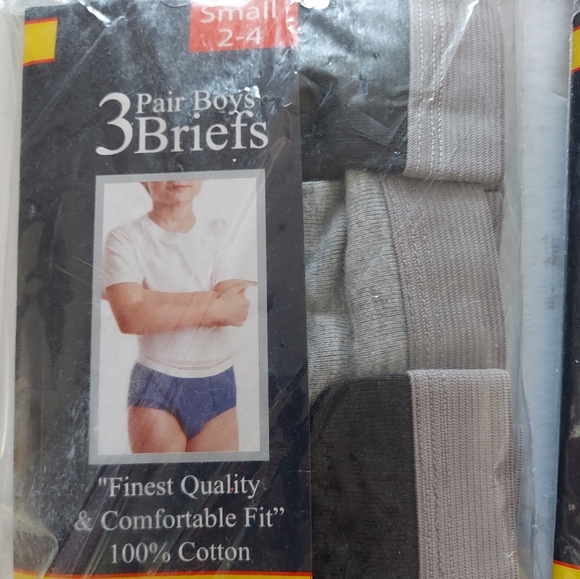 Small
2-4
3 Pair Boys
Briefs
"Finest Quality
& Comfortable Fit”
100% Cotton